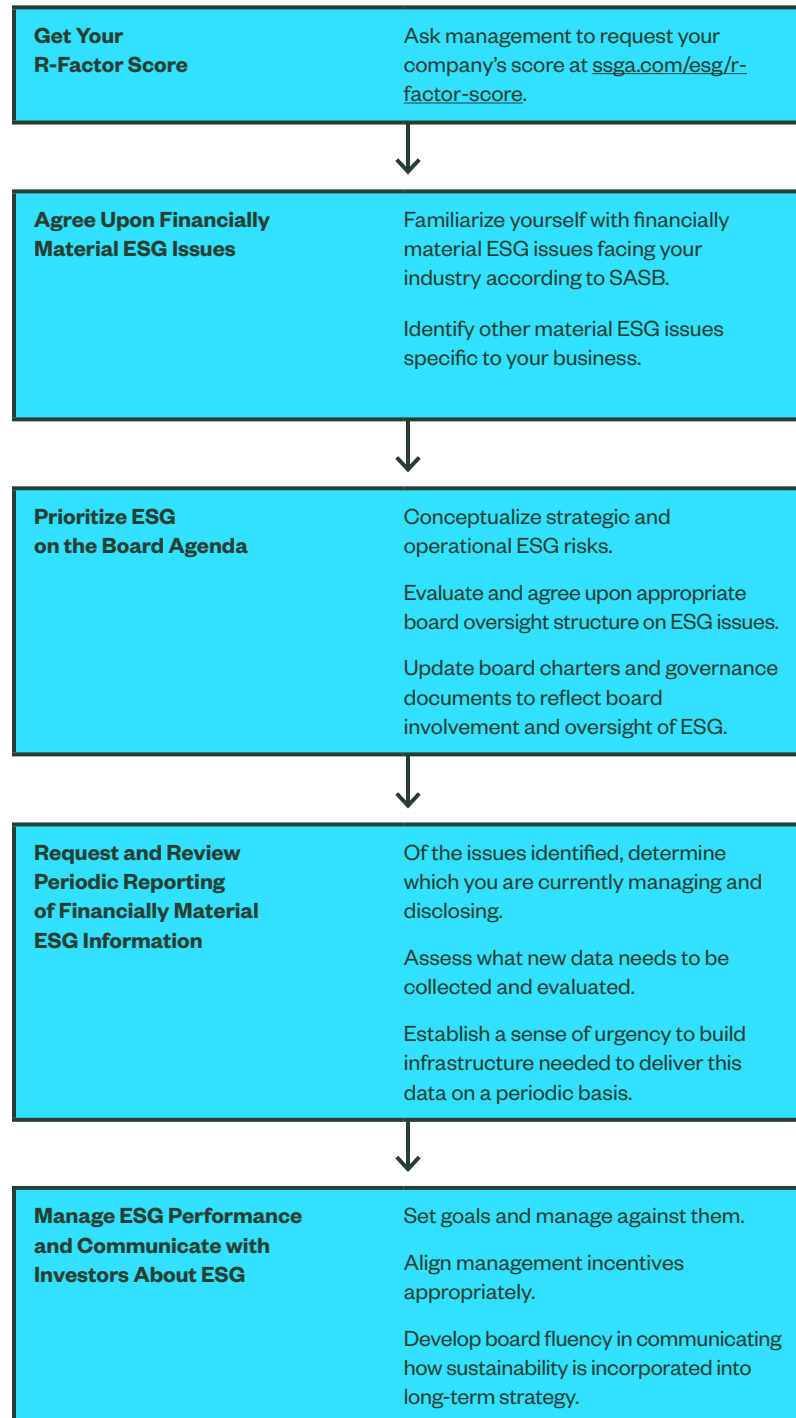 Get Your
R-Factor Score
Ask management to request your
company’s score at ssga.com/esg/r-
factor-score.
Agree Upon Financially
Material ESG Issues
Familiarize yourself with financially
material ESG issues facing your
industry according to SASB.
Identify other material ESG issues
specific to your business.
Prioritize ESG
on the Board Agenda
Conceptualize strategic and
operational ESG risks.
Evaluate and agree upon appropriate
board oversight structure on ESG issues.
Update board charters and governance
documents to reflect board
involvement and oversight of ESG.
Request and Review
Periodic Reporting
of Financially Material
ESG Information
Of the issues identified, determine
which you are currently managing and
disclosing.
Assess what new data needs to be
collected and evaluated.
Establish a sense of urgency to build
infrastructure needed to deliver this
data on a periodic basis.
Manage ESG Performance
and Communicate with
Investors About ESG
Set goals and manage against them.
Align management incentives
appropriately.
Develop board fluency in communicating
how sustainability is incorporated into
long-term strategy.